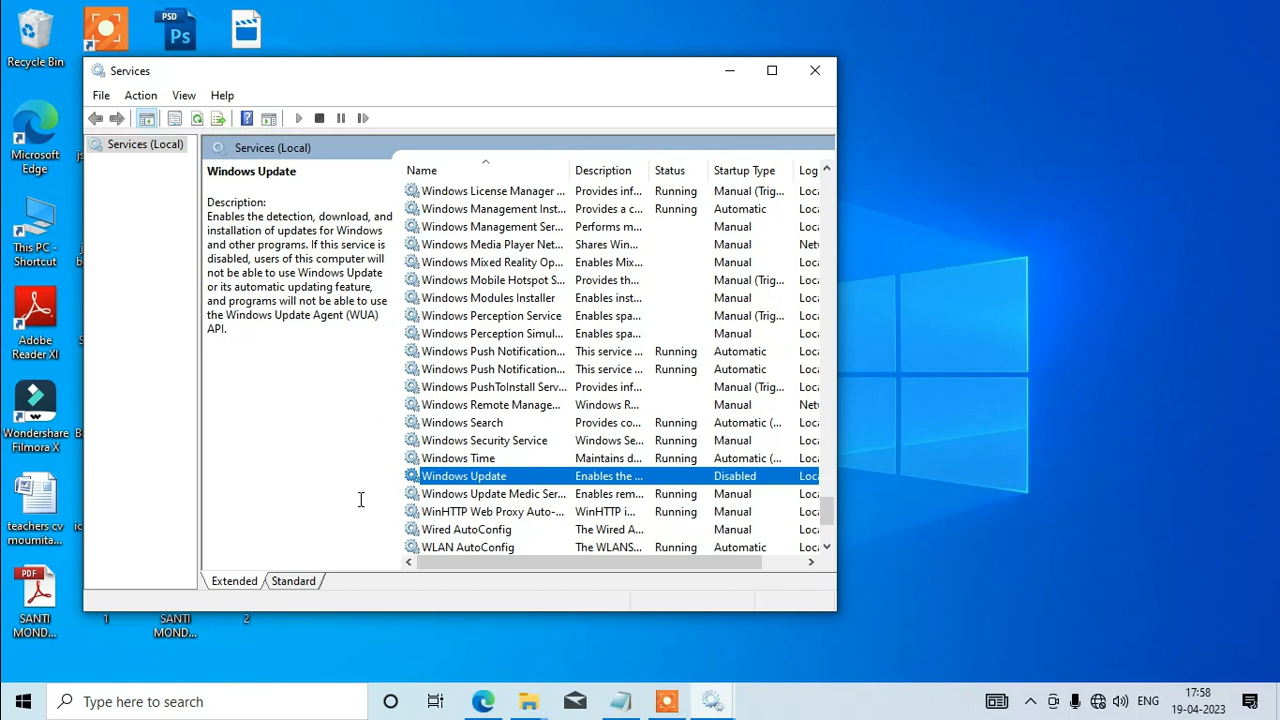 Recycle Bin
PSD
Ps
Microsoft
Edge
This PC -
Shortcut
Adobe
Reader XI
Wondershare
Filmora X
teachers cv
moumita...
PDF
SANTI
MOND...
1
SANTI
MOND...
2
Services
File Action View Help
Services (Local)
Services (Local)
Windows Update
Description:
Enables the detection, download, and
installation of updates for Windows
and other programs. If this service is
disabled, users of this computer will
not be able to use Windows Update
or its automatic updating feature,
and programs will not be able to use
the Windows Update Agent (WUA)
API.
Name Description Status Startup Type Log
Windows License Manager ... Provides inf... Running Manual (Trig... Loca
Windows Management Inst... Provides a c... Running Automatic Loca
Windows Management Ser... Performs m... Manual Loca
Windows Media Player Net... Shares Win... Manual Net
Windows Mixed Reality Op... Enables Mix... Manual Loca
Windows Mobile Hotspot S... Provides th... Manual (Trig... Loca
Windows Modules Installer Enables inst... Manual Loca
Windows Perception Service Enables spa... Manual (Trig... Loca
Windows Perception Simul... Enables spa... Manual Loca
Windows Push Notification... This service ... Running Automatic Loca
Windows Push Notification... This service ... Running Automatic Loca
Windows PushToInstall Serv... Provides inf... Manual (Trig... Loca
Windows Remote Manage... Windows R... Manual Net
Windows Search Provides co... Running Automatic (... Loca
Windows Security Service Windows Se... Running Manual Loca
Windows Time Maintains d... Running Automatic (... Loca
Windows Update Enables the ... Disabled Loca
Windows Update Medic Ser... Enables rem... Running Manual Loca
WinHTTP Web Proxy Auto-... WinHTTP i... Running Manual Loca
Wired AutoConfig The Wired A... Manual Loca
WLAN AutoConfig The WLANS... Running Automatic Loca
Extended Standard
Type here to search
ENG
17:58
19-04-2023